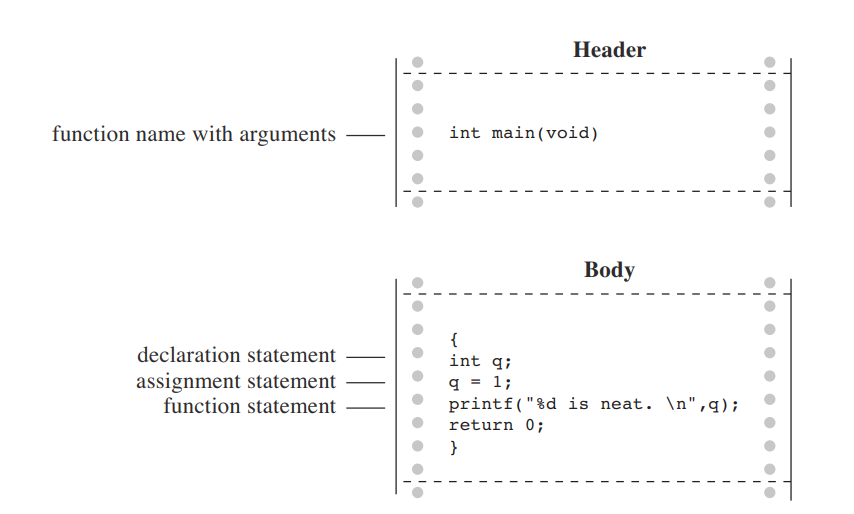 Header
function name with arguments
int main(void)
Body
{
declaration statement
int q;
assignment statement
q = 1;
function statement
printf("%d is neat. \n",q);
return 0;
}